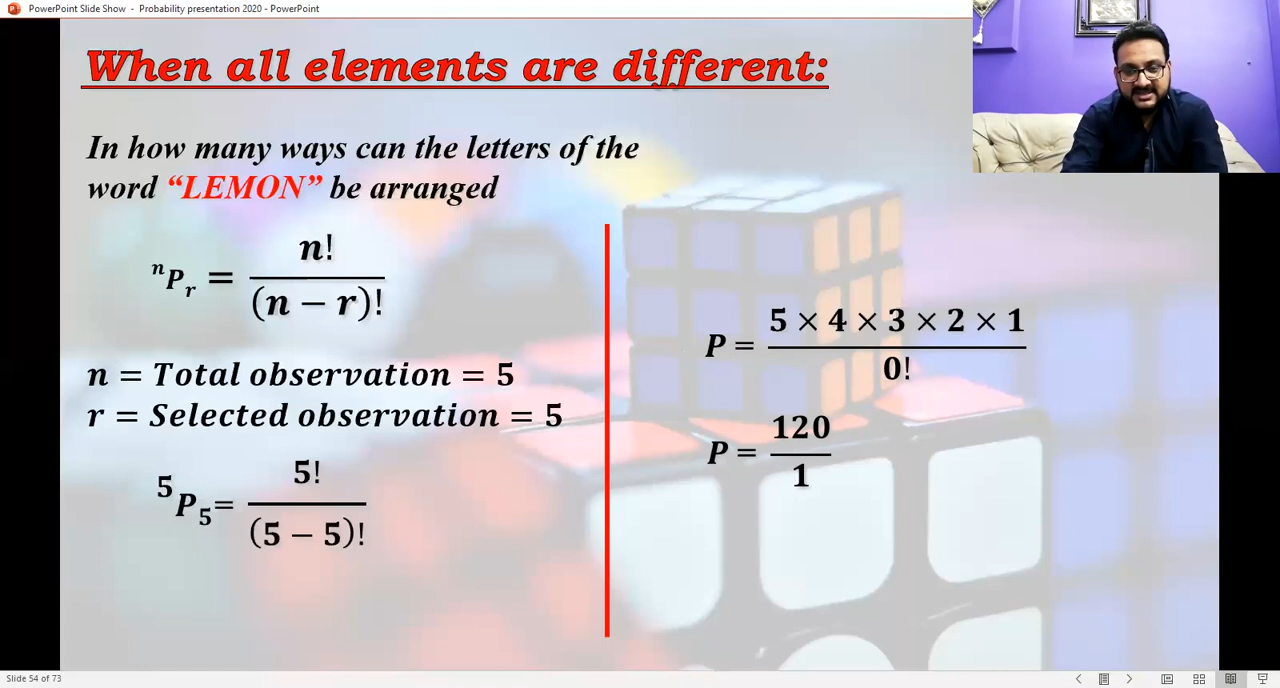 PowerPoint Slide Show - Probability presentation 2020 - PowerPoint
When all elements are different:
In how many ways can the letters of the
word “LEMON” be arranged
ⁿPᵣ = n! / (n − r)!
n = Total observation = 5
r = Selected observation = 5
⁵P₅= 5! / (5 − 5)!
P = 5 × 4 × 3 × 2 × 1 / 0!
P = 120 / 1
Slide 54 of 73